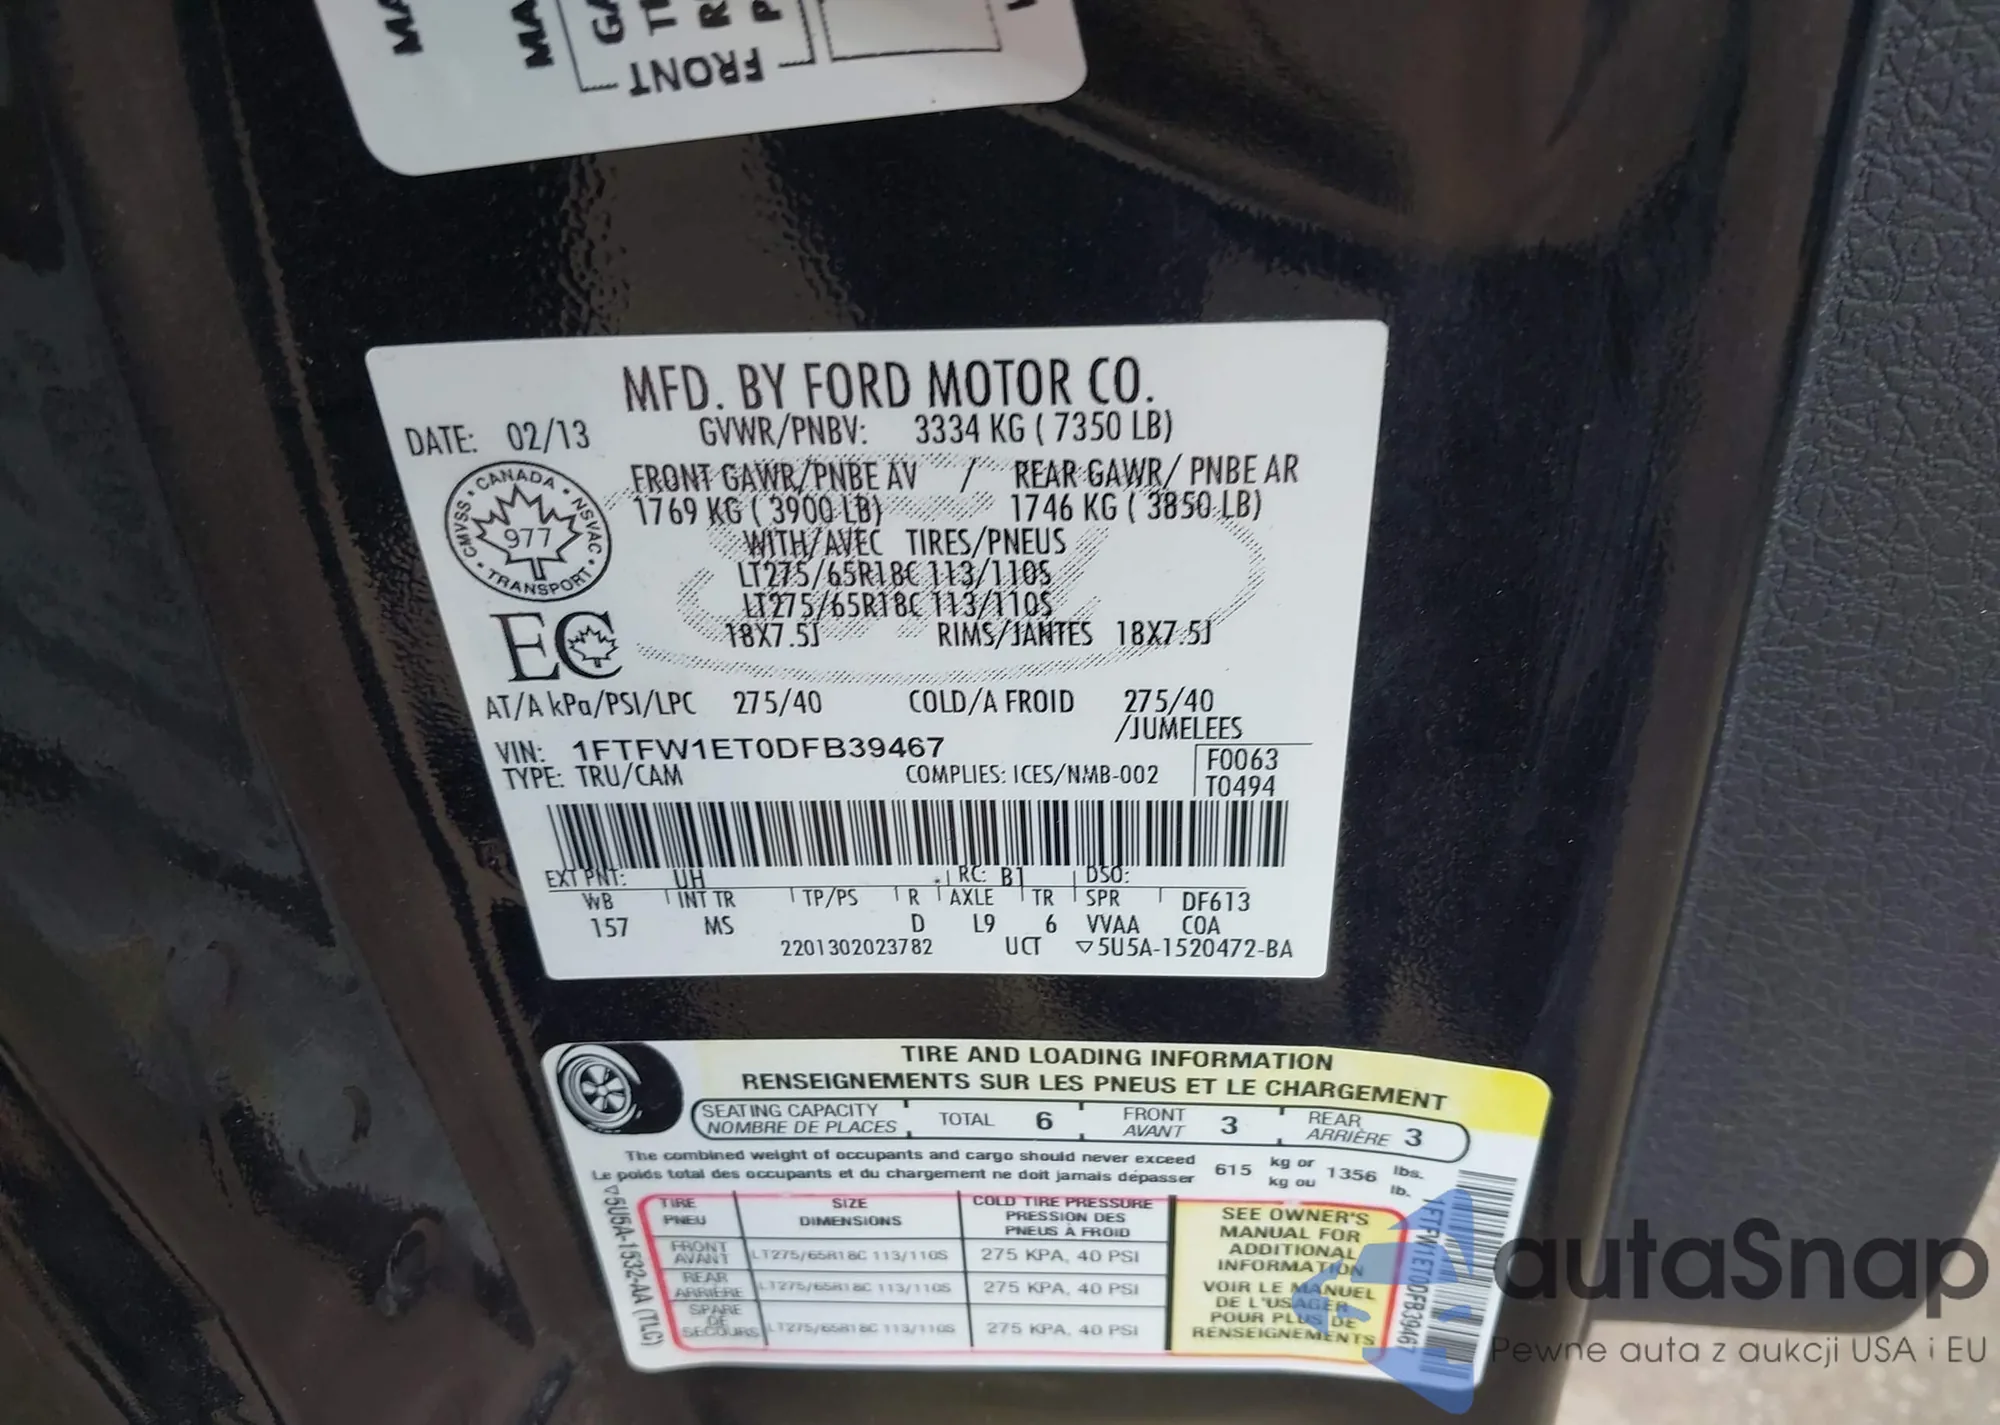 FRONT
MFD. BY FORD MOTOR CO.
DATE: 02/13 GVWR/PNBV: 3334 KG ( 7350 LB)
FRONT GAWR/PNBE AV / REAR GAWR/ PNBE AR
1769 KG ( 3900 LB) 1746 KG ( 3850 LB)
WITH/AVEC TIRES/PNEUS
LT275/65R18C 113/110S
LT275/65R18C 113/110S
18X7.5J RIMS/JANTES 18X7.5J
CANADA · NSVAC · TRANSPORT · CMVSS ·
977
EC
AT/A kPa/PSI/LPC 275/40 COLD/A FROID 275/40
/JUMELEES
VIN: 1FTFW1ET0DFB39467
TYPE: TRU/CAM COMPLIES: ICES/NMB-002
F0063
T0494
EXT PNT: UH RC: B1 DSO:
WB INT TR TP/PS R AXLE TR SPR DF613
157 MS D L9 6 VVAA COA
2201302023782 UCT ▽5U5A-1520472-BA
TIRE AND LOADING INFORMATION
RENSEIGNEMENTS SUR LES PNEUS ET LE CHARGEMENT
SEATING CAPACITY
NOMBRE DE PLACES
TOTAL 6
FRONT
AVANT 3
REAR
ARRIÈRE 3
The combined weight of occupants and cargo should never exceed
Le poids total des occupants et du chargement ne doit jamais dépasser
615 kg or 1356 lbs.
kg ou lb.
TIRE
PNEU
SIZE
DIMENSIONS
COLD TIRE PRESSURE
PRESSION DES
PNEUS À FROID
FRONT
AVANT
LT275/65R18C 113/110S 275 KPA, 40 PSI
REAR
ARRIÈRE
LT275/65R18C 113/110S 275 KPA, 40 PSI
SPARE
DE
SECOURS
LT275/65R18C 113/110S 275 KPA, 40 PSI
SEE OWNER'S
MANUAL FOR
ADDITIONAL
INFORMATION
VOIR LE MANUEL
DE L'USAGER
POUR PLUS DE
RENSEIGNEMENTS
▽5U5A-1532-AA (TLC)
1FTFW1ET0DFB39467
autaSnap
Pewne auta z aukcji USA i EU